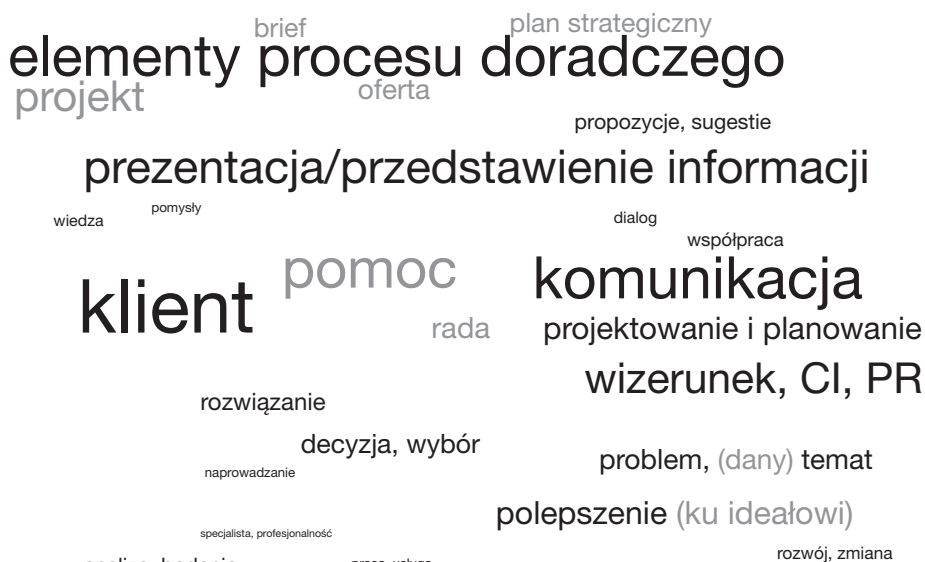 brief
plan strategiczny
elementy procesu doradczego
projekt
oferta
propozycje, sugestie
prezentacja/przedstawienie informacji
pomysły
wiedza
dialog
współpraca
pomoc
komunikacja
klient
rada
projektowanie i planowanie
wizerunek, CI, PR
rozwiązanie
decyzja, wybór
problem, (dany) temat
naprowadzanie
polepszenie (ku ideałowi)
specjalista, profesjonalność
rozwój, zmiana